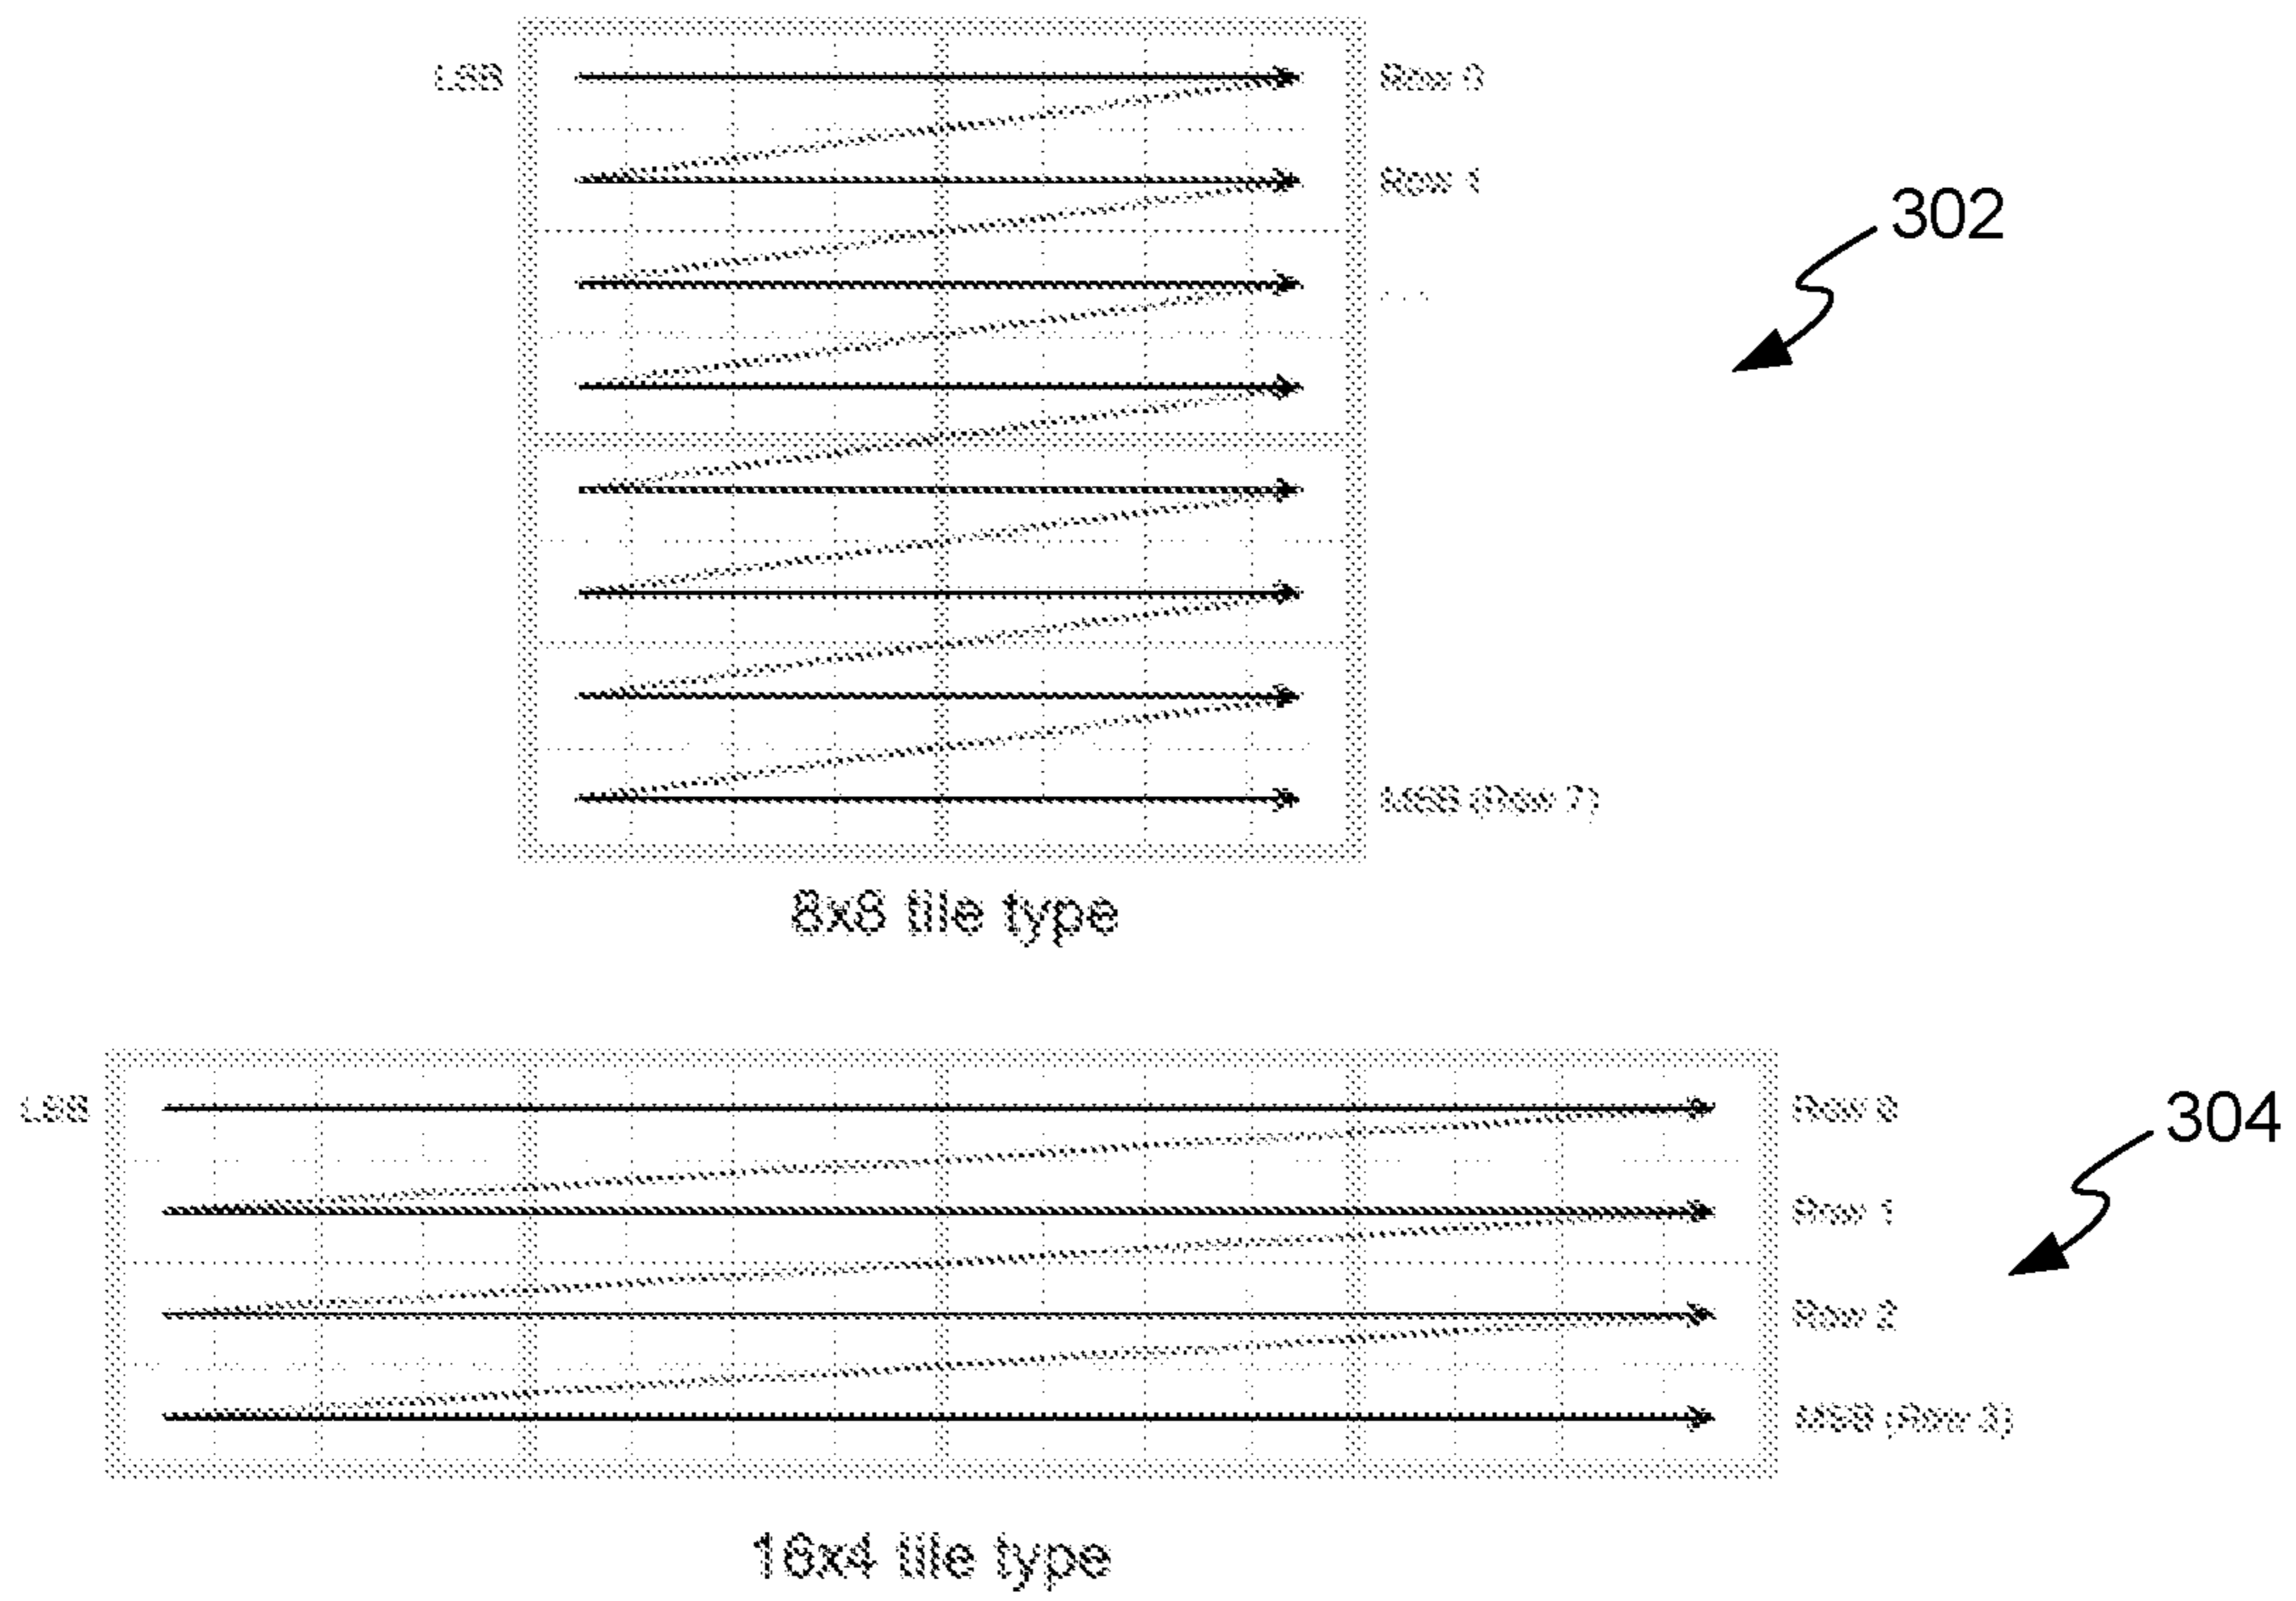 LSB
Row 0
Row 1
302
. . .
MSB (Row 7)
8x8 tile type
LSB
Row 0
304
Row 1
Row 2
MSB (Row 3)
16x4 tile type